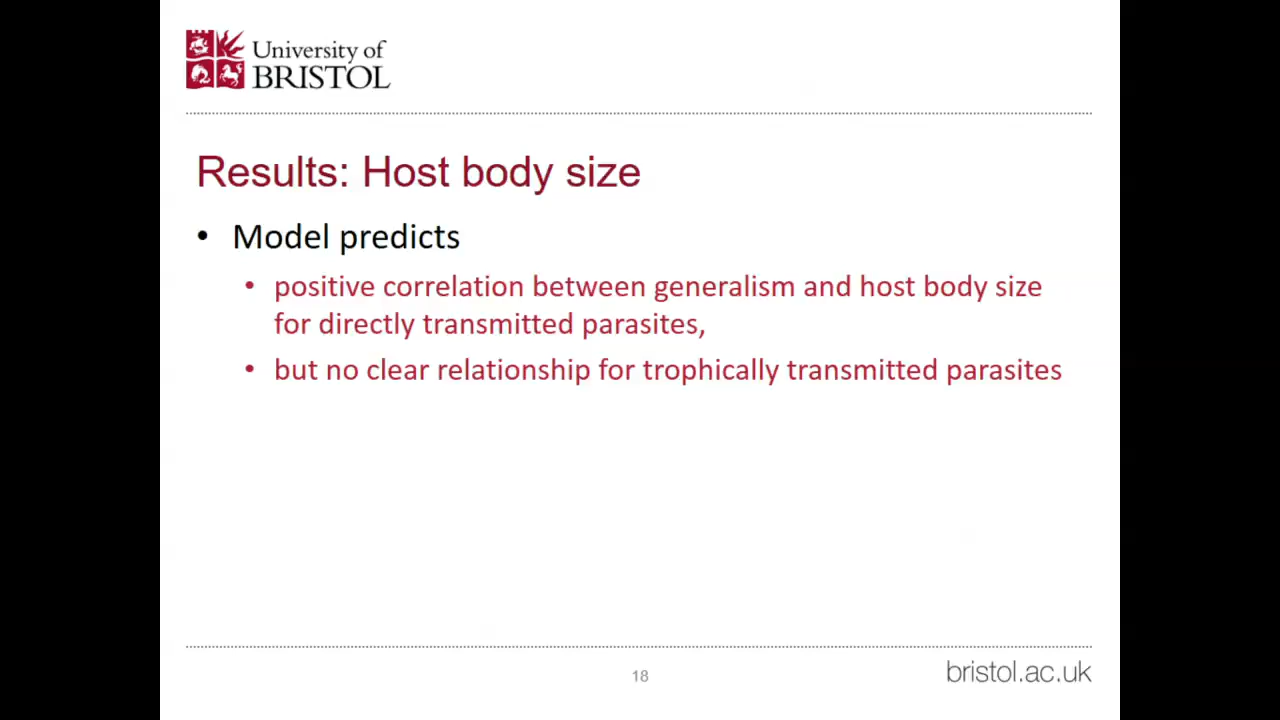 University of
BRISTOL
Results: Host body size
• Model predicts
• positive correlation between generalism and host body size
for directly transmitted parasites,
• but no clear relationship for trophically transmitted parasites
18
bristol.ac.uk